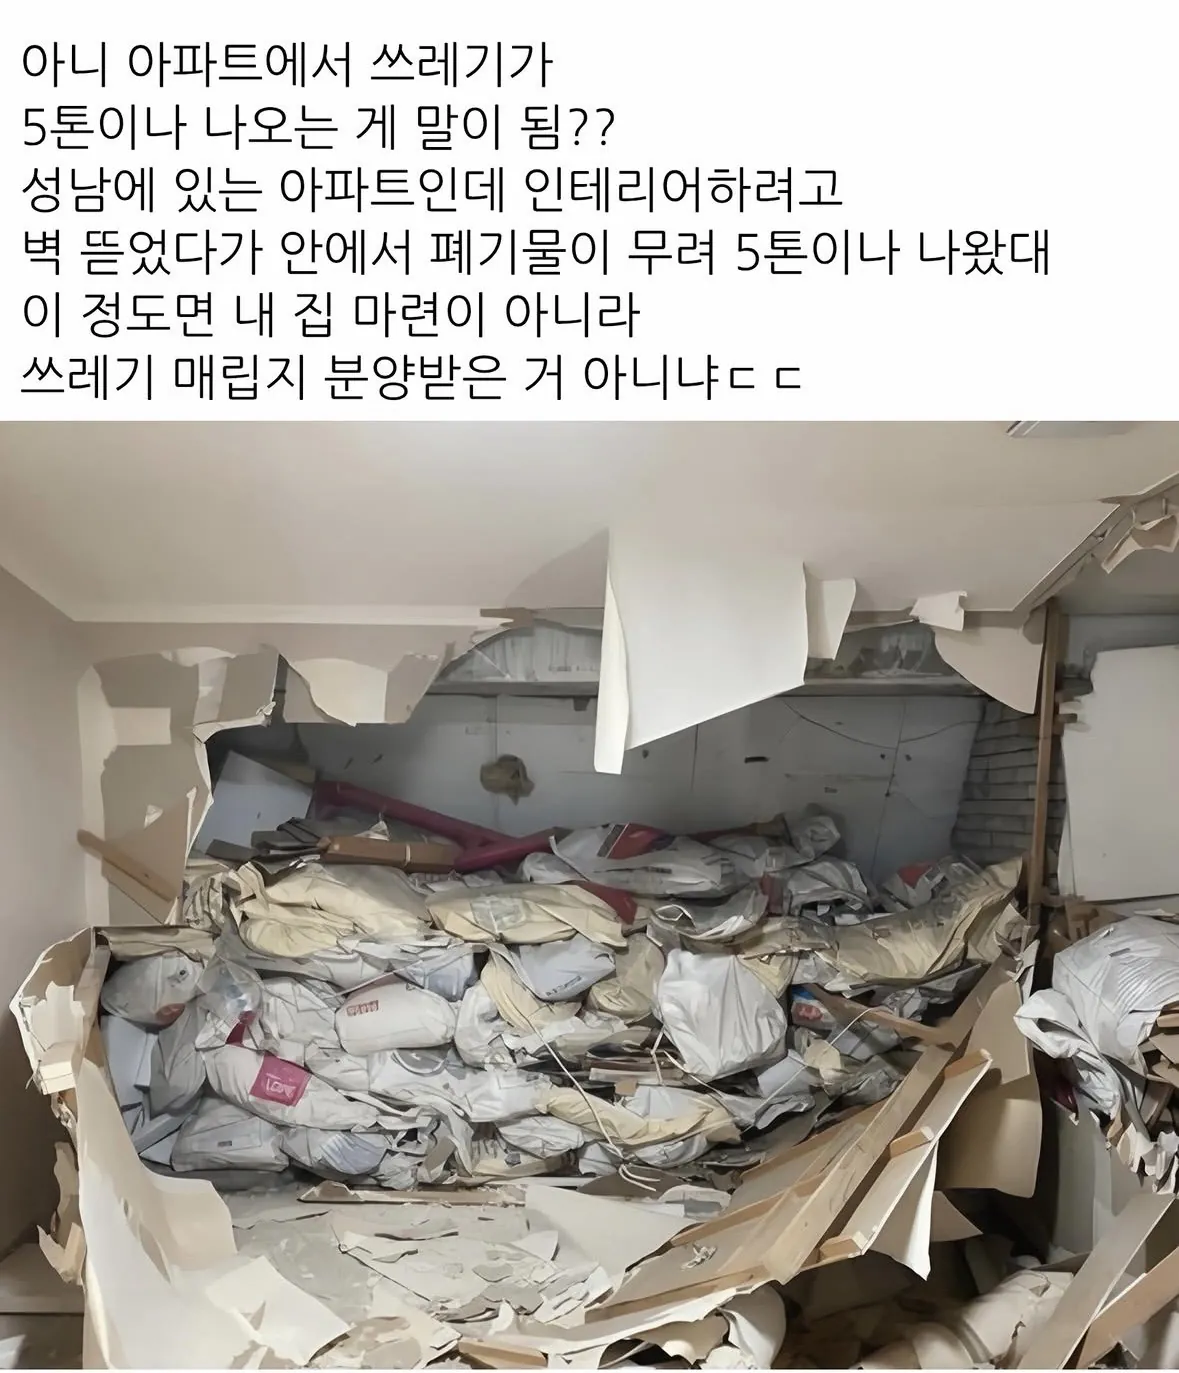 아니 아파트에서 쓰레기가
5톤이나 나오는 게 말이 됨??
성남에 있는 아파트인데 인테리어하려고
벽 뜯었다가 안에서 폐기물이 무려 5톤이나 나왔대
이 정도면 내 집 마련이 아니라
쓰레기 매립지 분양받은 거 아니냐ㄷㄷ